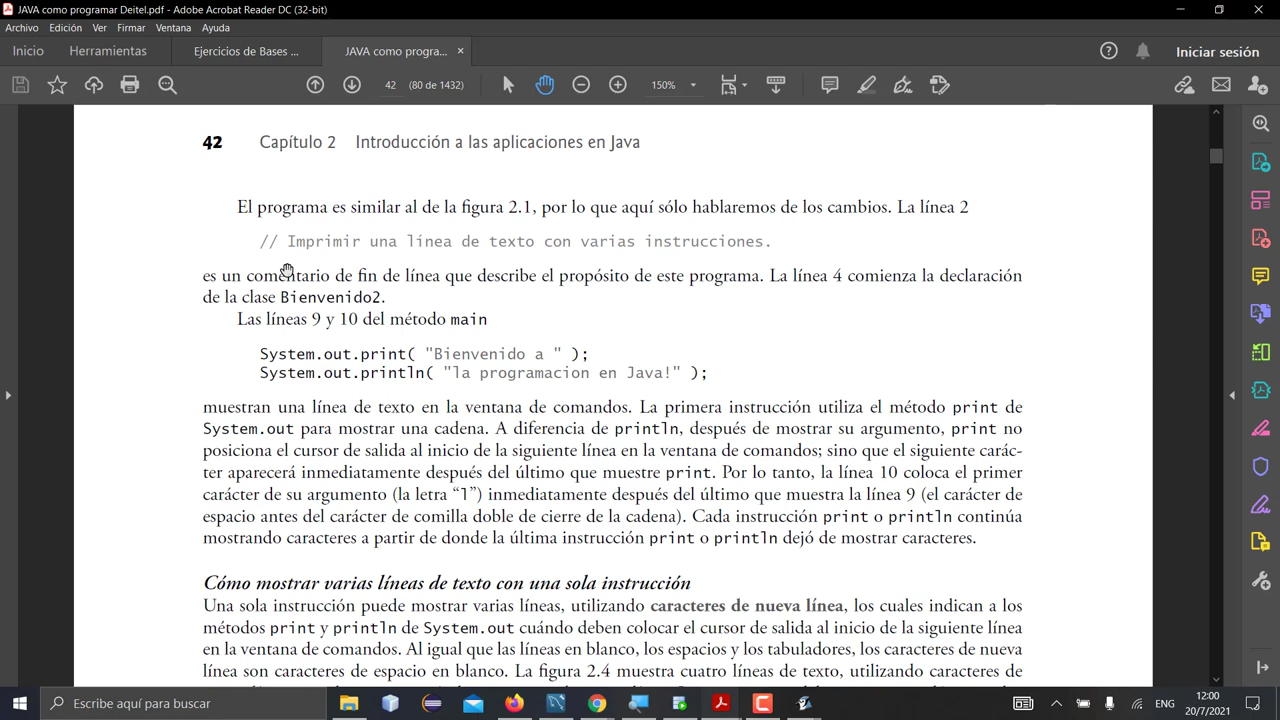 JAVA como programar Deitel.pdf - Adobe Acrobat Reader DC (32-bit)
Archivo Edición Ver Firmar Ventana Ayuda
Inicio Herramientas Ejercicios de Bases ... JAVA como progra... × Iniciar sesión
42 (80 de 1432) 150%
42 Capítulo 2 Introducción a las aplicaciones en Java
El programa es similar al de la figura 2.1, por lo que aquí sólo hablaremos de los cambios. La línea 2
// Imprimir una línea de texto con varias instrucciones.
es un comentario de fin de línea que describe el propósito de este programa. La línea 4 comienza la declaración
de la clase Bienvenido2.
Las líneas 9 y 10 del método main
System.out.print( "Bienvenido a " );
System.out.println( "la programacion en Java!" );
muestran una línea de texto en la ventana de comandos. La primera instrucción utiliza el método print de
System.out para mostrar una cadena. A diferencia de println, después de mostrar su argumento, print no
posiciona el cursor de salida al inicio de la siguiente línea en la ventana de comandos; sino que el siguiente carác-
ter aparecerá inmediatamente después del último que muestre print. Por lo tanto, la línea 10 coloca el primer
carácter de su argumento (la letra “l”) inmediatamente después del último que muestra la línea 9 (el carácter de
espacio antes del carácter de comilla doble de cierre de la cadena). Cada instrucción print o println continúa
mostrando caracteres a partir de donde la última instrucción print o println dejó de mostrar caracteres.
Cómo mostrar varias líneas de texto con una sola instrucción
Una sola instrucción puede mostrar varias líneas, utilizando caracteres de nueva línea, los cuales indican a los
métodos print y println de System.out cuándo deben colocar el cursor de salida al inicio de la siguiente línea
en la ventana de comandos. Al igual que las líneas en blanco, los espacios y los tabuladores, los caracteres de nueva
línea son caracteres de espacio en blanco. La figura 2.4 muestra cuatro líneas de texto, utilizando caracteres de
Escribe aquí para buscar
ENG
12:00
20/7/2021